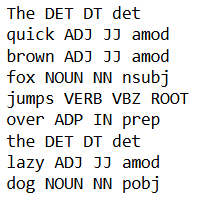 The DET DT det
quick ADJ JJ amod
brown ADJ JJ amod
fox NOUN NN nsubj
jumps VERB VBZ ROOT
over ADP IN prep
the DET DT det
lazy ADJ JJ amod
dog NOUN NN pobj